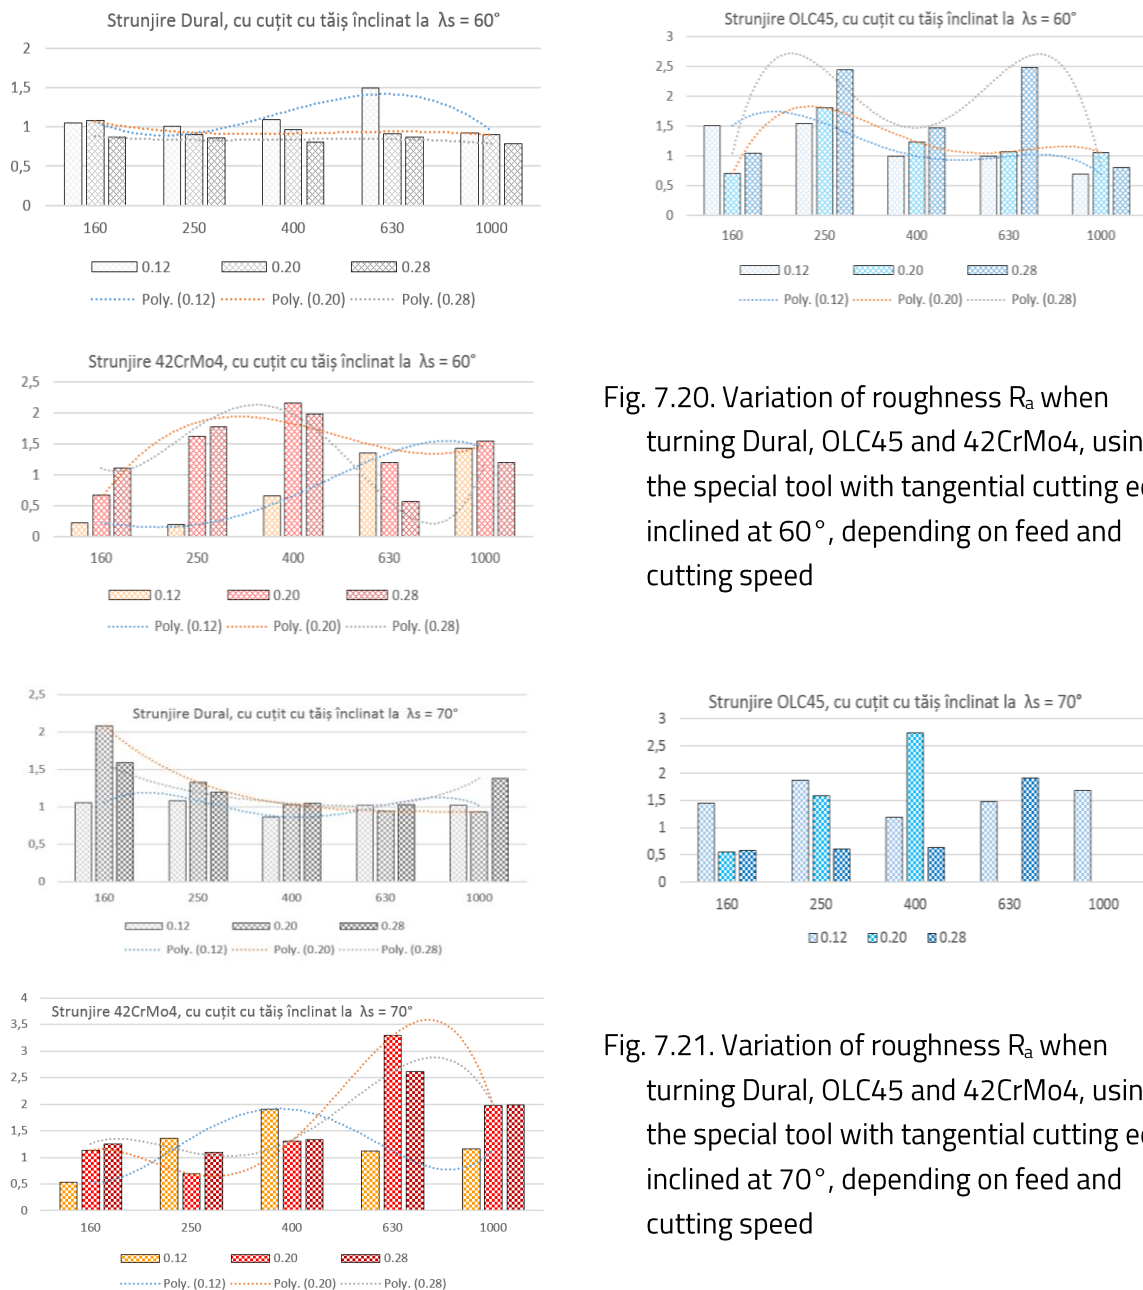 Strunjire Dural, cu cuțit cu tăiș înclinat la λs = 60°
2
1,5
1
0,5
0
160 250 400 630 1000
0.12 0.20 0.28
Poly. (0.12) Poly. (0.20) Poly. (0.28)
Strunjire OLC45, cu cuțit cu tăiș înclinat la λs = 60°
3
2,5
2
1,5
1
0,5
0
160 250 400 630 1000
0.12 0.20 0.28
Poly. (0.12) Poly. (0.20) Poly. (0.28)
Strunjire 42CrMo4, cu cuțit cu tăiș înclinat la λs = 60°
2,5
2
1,5
1
0,5
0
160 250 400 630 1000
0.12 0.20 0.28
Poly. (0.12) Poly. (0.20) Poly. (0.28)
Fig. 7.20. Variation of roughness Ra when
turning Dural, OLC45 and 42CrMo4, usin
the special tool with tangential cutting e
inclined at 60°, depending on feed and
cutting speed
2,5
Strunjire Dural, cu cuțit cu tăiș înclinat la λs = 70°
2
1,5
1
0,5
0
160 250 400 630 1000
0.12 0.20 0.28
Poly. (0.12) Poly. (0.20) Poly. (0.28)
Strunjire OLC45, cu cuțit cu tăiș înclinat la λs = 70°
3
2,5
2
1,5
1
0,5
0
160 250 400 630 1000
0.12 0.20 0.28
4
Strunjire 42CrMo4, cu cuțit cu tăiș înclinat la λs = 70°
3,5
3
2,5
2
1,5
1
0,5
0
160 250 400 630 1000
0.12 0.20 0.28
Poly. (0.12) Poly. (0.20) Poly. (0.28)
Fig. 7.21. Variation of roughness Ra when
turning Dural, OLC45 and 42CrMo4, usin
the special tool with tangential cutting e
inclined at 70°, depending on feed and
cutting speed